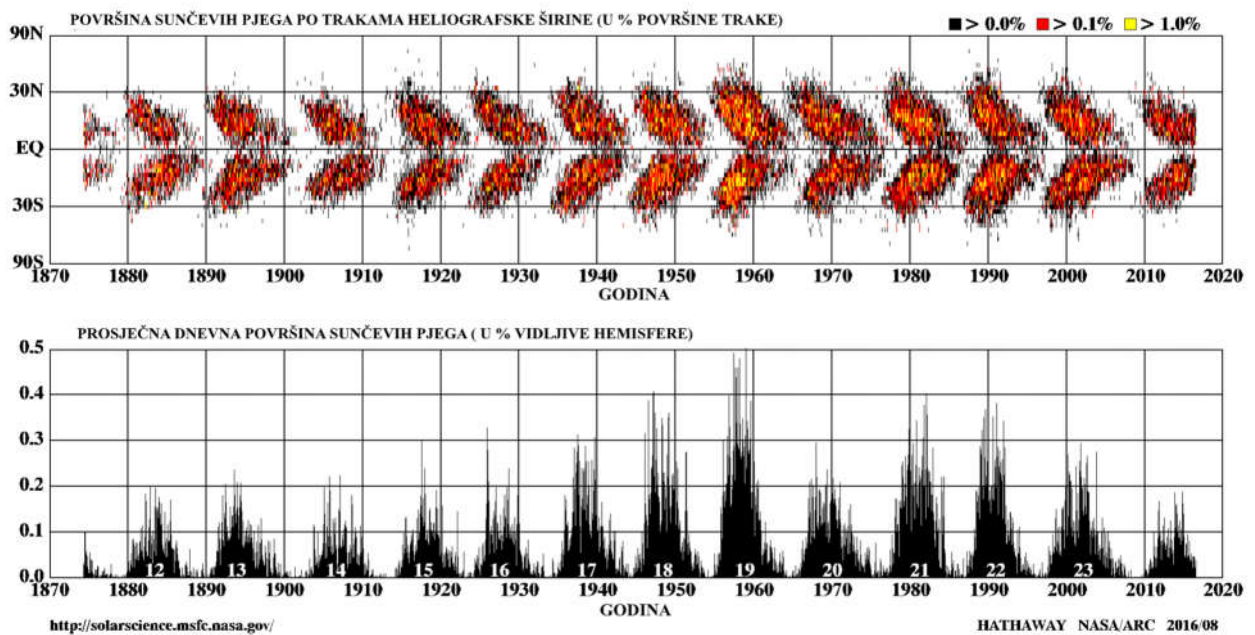 POVRŠINA SUNČEVIH PJEGA PO TRAKAMA HELIOGRAFSKE ŠIRINE (U % POVRŠINE TRAKE)
> 0.0% > 0.1% > 1.0%
90N
30N
EQ
30S
90S
1870 1880 1890 1900 1910 1920 1930 1940 1950 1960 1970 1980 1990 2000 2010 2020
GODINA
PROSJEČNA DNEVNA POVRŠINA SUNČEVIH PJEGA ( U % VIDLJIVE HEMISFERE)
0.5
0.4
0.3
0.2
0.1
0.0
12 13 14 15 16 17 18 19 20 21 22 23
1870 1880 1890 1900 1910 1920 1930 1940 1950 1960 1970 1980 1990 2000 2010 2020
GODINA
http://solarscience.msfc.nasa.gov/ HATHAWAY NASA/ARC 2016/08